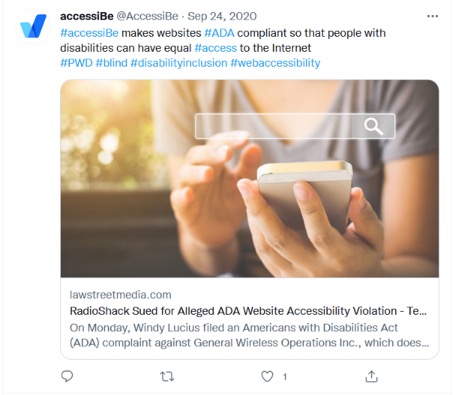 accessiBe @AccessiBe · Sep 24, 2020
#accessiBe makes websites #ADA compliant so that people with
disabilities can have equal #access to the Internet
#PWD #blind #disabilityinclusion #webaccessibility
lawstreetmedia.com
RadioShack Sued for Alleged ADA Website Accessibility Violation - Te...
On Monday, Windy Lucius filed an Americans with Disabilities Act
(ADA) complaint against General Wireless Operations Inc., which does...
1